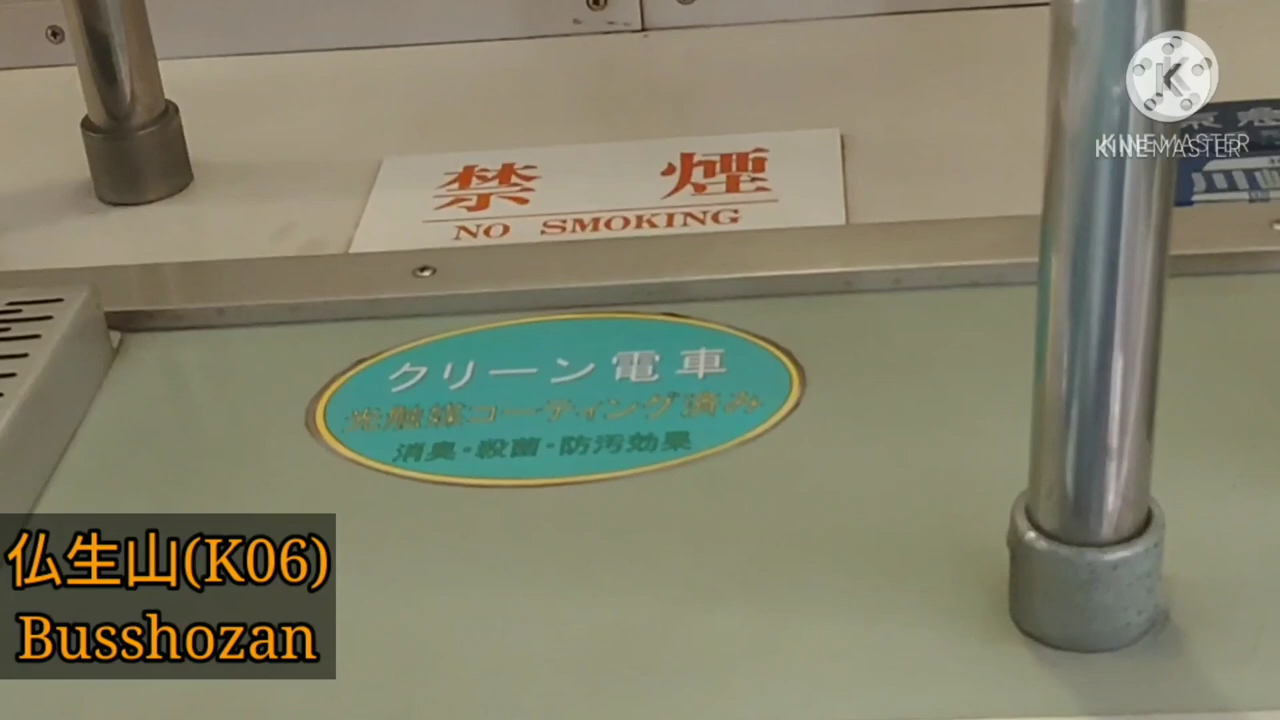 KINEMASTER
禁煙
NO SMOKING
クリーン電車
光触媒コーティング済み
消臭・殺菌・防汚効果
仏生山(K06)
Busshozan